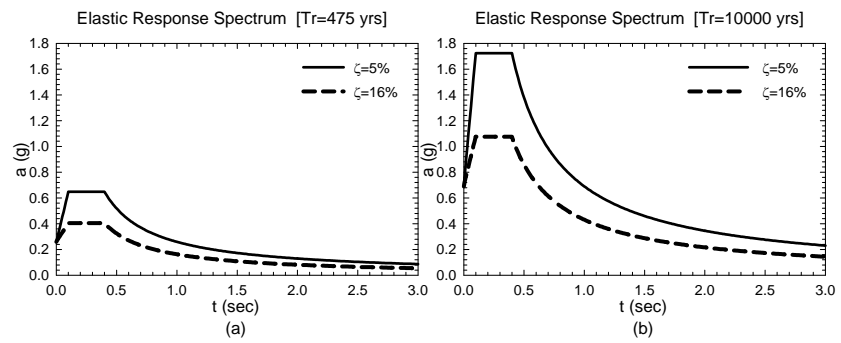 Elastic Response Spectrum [Tr=475 yrs]
a (g)
1.8
1.6
1.4
1.2
1.0
0.8
0.6
0.4
0.2
0.0
ζ=5%
ζ=16%
0.0 0.5 1.0 1.5 2.0 2.5 3.0
t (sec)
(a)
Elastic Response Spectrum [Tr=10000 yrs]
a (g)
1.8
1.6
1.4
1.2
1.0
0.8
0.6
0.4
0.2
0.0
ζ=5%
ζ=16%
0.0 0.5 1.0 1.5 2.0 2.5 3.0
t (sec)
(b)